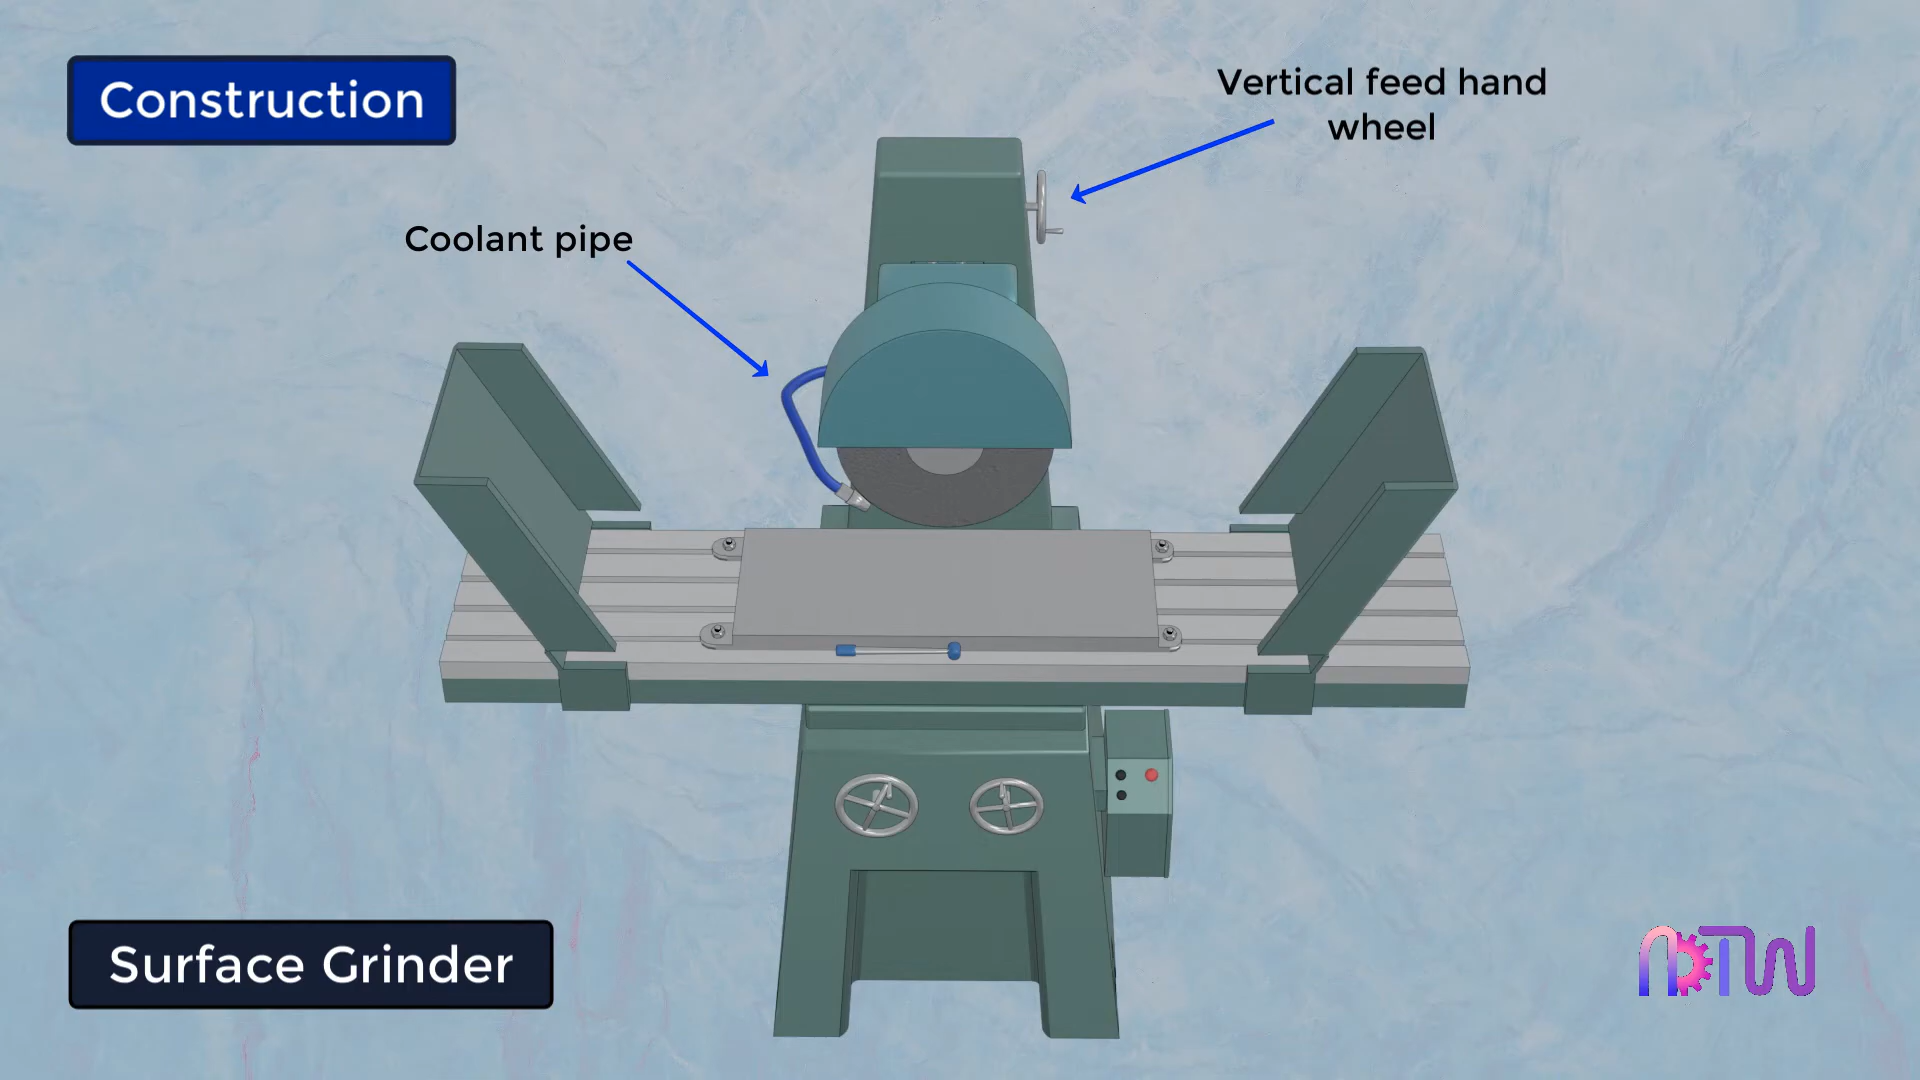 Construction
Vertical feed hand
wheel
Coolant pipe
Surface Grinder